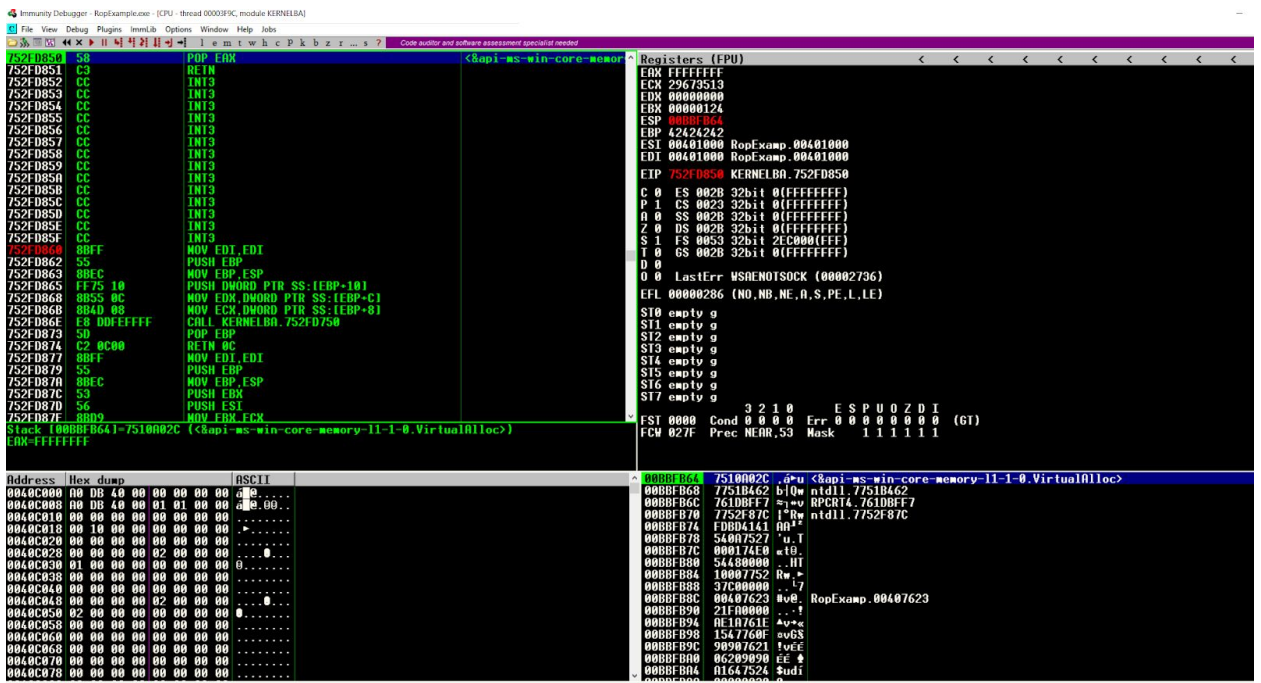 Immunity Debugger - RopExample.exe - [CPU - thread 00003F9C, module KERNELBA]
C File View Debug Plugins ImmLib Options Window Help Jobs
l e m t w h c P k b z r ... s ? Code auditor and software assessment specialist needed
752FD850 58 POP EAX <&api-ms-win-core-memor
752FD851 C3 RETN
752FD852 CC INT3
752FD853 CC INT3
752FD854 CC INT3
752FD855 CC INT3
752FD856 CC INT3
752FD857 CC INT3
752FD858 CC INT3
752FD859 CC INT3
752FD85A CC INT3
752FD85B CC INT3
752FD85C CC INT3
752FD85D CC INT3
752FD85E CC INT3
752FD85F CC INT3
752FD860 8BFF MOV EDI,EDI
752FD862 55 PUSH EBP
752FD863 8BEC MOV EBP,ESP
752FD865 FF75 10 PUSH DWORD PTR SS:[EBP+10]
752FD868 8B55 0C MOV EDX,DWORD PTR SS:[EBP+C]
752FD86B 8B4D 08 MOV ECX,DWORD PTR SS:[EBP+8]
752FD86E E8 DDFEFFFF CALL KERNELBA.752FD750
752FD873 5D POP EBP
752FD874 C2 0C00 RETN 0C
752FD877 8BFF MOV EDI,EDI
752FD879 55 PUSH EBP
752FD87A 8BEC MOV EBP,ESP
752FD87C 53 PUSH EBX
752FD87D 56 PUSH ESI
752FD87E 8BD9 MOV EBX,ECX
Stack [00BBFB64]=7510A02C (<&api-ms-win-core-memory-l1-1-0.VirtualAlloc>)
EAX=FFFFFFFF
Registers (FPU) < < < < < < < < < <
EAX FFFFFFFF
ECX 29673513
EDX 00000000
EBX 00000124
ESP 00BBFB64
EBP 42424242
ESI 00401000 RopExamp.00401000
EDI 00401000 RopExamp.00401000
EIP 752FD850 KERNELBA.752FD850
C 0 ES 002B 32bit 0(FFFFFFFF)
P 1 CS 0023 32bit 0(FFFFFFFF)
A 0 SS 002B 32bit 0(FFFFFFFF)
Z 0 DS 002B 32bit 0(FFFFFFFF)
S 1 FS 0053 32bit 2EC000(FFF)
T 0 GS 002B 32bit 0(FFFFFFFF)
D 0
O 0 LastErr WSAENOTSOCK (00002736)
EFL 00000286 (NO,NB,NE,A,S,PE,L,LE)
ST0 empty g
ST1 empty g
ST2 empty g
ST3 empty g
ST4 empty g
ST5 empty g
ST6 empty g
ST7 empty g
3 2 1 0 E S P U O Z D I
FST 0000 Cond 0 0 0 0 Err 0 0 0 0 0 0 0 0 (GT)
FCW 027F Prec NEAR,53 Mask 1 1 1 1 1 1
Address Hex dump ASCII
0040C000 A0 DB 40 00 00 00 00 00 á█@.....
0040C008 A0 DB 40 00 01 01 00 00 á█@.☺☺..
0040C010 00 00 00 00 00 00 00 00 ........
0040C018 00 10 00 00 00 00 00 00 .►......
0040C020 00 00 00 00 00 00 00 00 ........
0040C028 00 00 00 00 02 00 00 00 ....☻...
0040C030 01 00 00 00 00 00 00 00 ☺.......
0040C038 00 00 00 00 00 00 00 00 ........
0040C040 00 00 00 00 00 00 00 00 ........
0040C048 00 00 00 00 02 00 00 00 ....☻...
0040C050 02 00 00 00 00 00 00 00 ☻.......
0040C058 00 00 00 00 00 00 00 00 ........
0040C060 00 00 00 00 00 00 00 00 ........
0040C068 00 00 00 00 00 00 00 00 ........
0040C070 00 00 00 00 00 00 00 00 ........
0040C078 00 00 00 00 00 00 00 00 ........
00BBFB64 7510A02C ,á►u <&api-ms-win-core-memory-l1-1-0.VirtualAlloc>
00BBFB68 7751B462 b┤Qw ntdll.7751B462
00BBFB6C 761DBFF7 ≈┐↔v RPCRT4.761DBFF7
00BBFB70 7752F87C |°Rw ntdll.7752F87C
00BBFB74 FDBD4141 AA╜²
00BBFB78 540A7527 'u.T
00BBFB7C 000174E0 αt☺.
00BBFB80 54480000 ..HT
00BBFB84 10007752 Rw.►
00BBFB88 37C00000 ..└7
00BBFB8C 00407623 #v@. RopExamp.00407623
00BBFB90 21FA0000 ..·!
00BBFB94 AE1A761E ▲v→«
00BBFB98 1547760F ☼vG§
00BBFB9C 90907621 !vÉÉ
00BBFBA0 06209090 ÉÉ ♠
00BBFBA4 A1647524 $udí